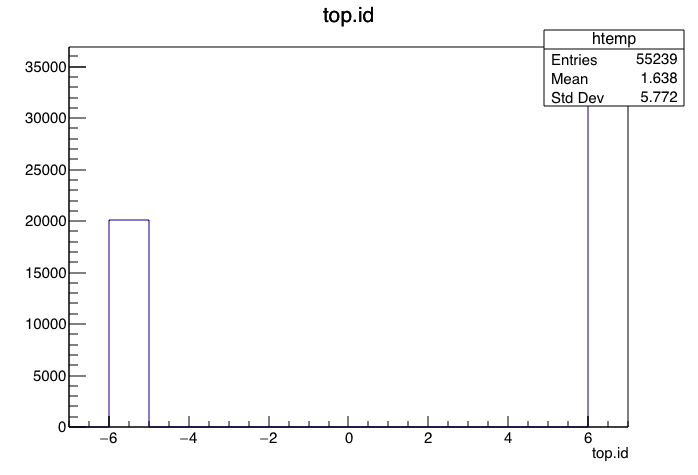 top.id
htemp
Entries 55239
Mean 1.638
Std Dev 5.772
35000
30000
25000
20000
15000
10000
5000
0
−6 −4 −2 0 2 4 6
top.id